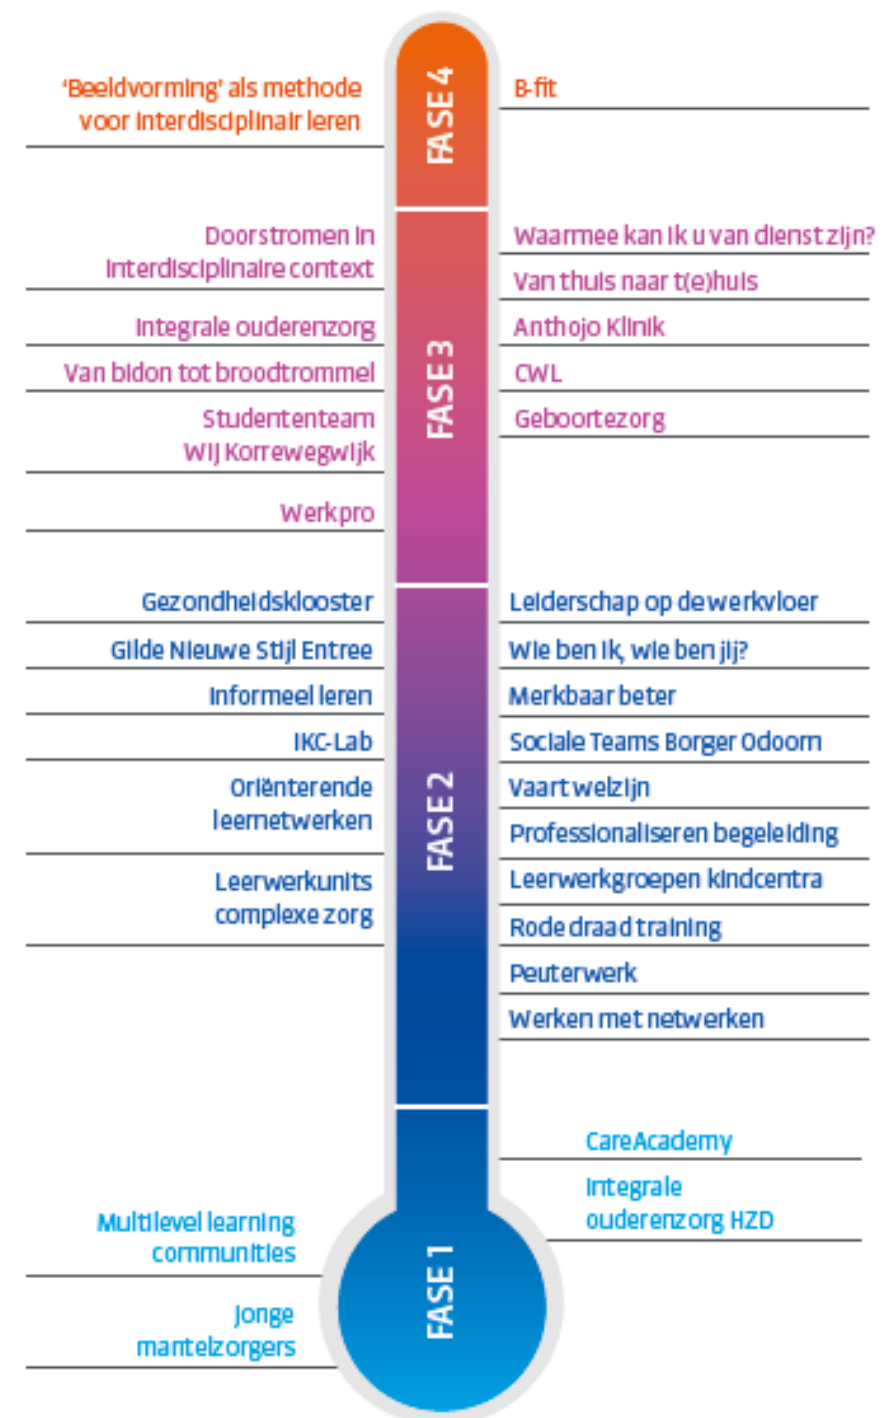 FASE 4
'Beeldvorming' als methode
voor interdisciplinair leren
B-fit
FASE 3
Doorstromen in
interdisciplinaire context
Integrale ouderenzorg
Van bidon tot broodtrommel
Studententeam
WIJ Korrewegwijk
Werkpro
Waarmee kan ik u van dienst zijn?
Van thuis naar t(e)huis
Anthojo Klinik
CWL
Geboortezorg
FASE 2
Gezondheidsklooster
Gilde Nieuwe Stijl Entree
Informeel leren
IKC-Lab
Oriënterende
leernetwerken
Leerwerkunits
complexe zorg
Leiderschap op de werkvloer
Wie ben ik, wie ben jij?
Merkbaar beter
Sociale Teams Borger Odoorn
Vaart welzijn
Professionaliseren begeleiding
Leerwerkgroepen kindcentra
Rode draad training
Peuterwerk
Werken met netwerken
FASE 1
Multilevel learning
communities
Jonge
mantelzorgers
CareAcademy
Integrale
ouderenzorg HZD